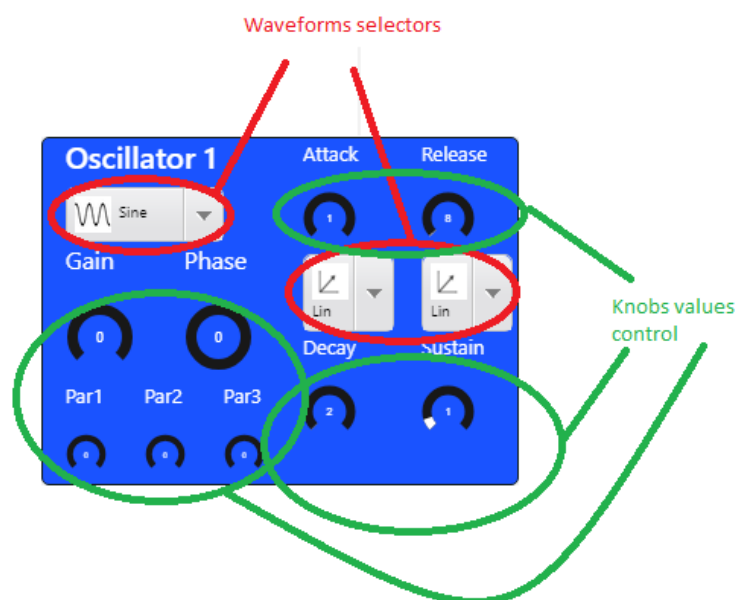 Waveforms selectors
Oscillator 1
Attack
Release
Sine
1
8
Gain
Phase
Lin
Lin
Knobs values
control
0
0
Decay
Sustain
Par1
Par2
Par3
2
1
0
0
0